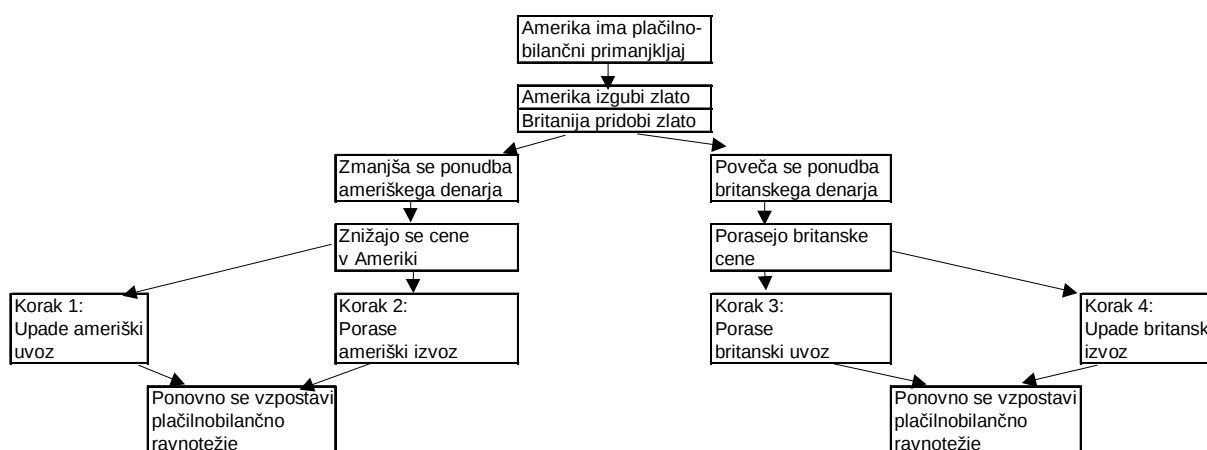 Amerika ima plačilno-
bilančni primanjkljaj
Amerika izgubi zlato
Britanija pridobi zlato
Zmanjša se ponudba
ameriškega denarja
Poveča se ponudba
britanskega denarja
Znižajo se cene
v Ameriki
Porasejo britanske
cene
Korak 1:
Upade ameriški
uvoz
Korak 2:
Porase
ameriški izvoz
Korak 3:
Porase
britanski uvoz
Korak 4:
Upade britansk
izvoz
Ponovno se vzpostavi
plačilnobilančno
ravnotežje
Ponovno se vzpostavi
plačilnobilančno
ravnotežje